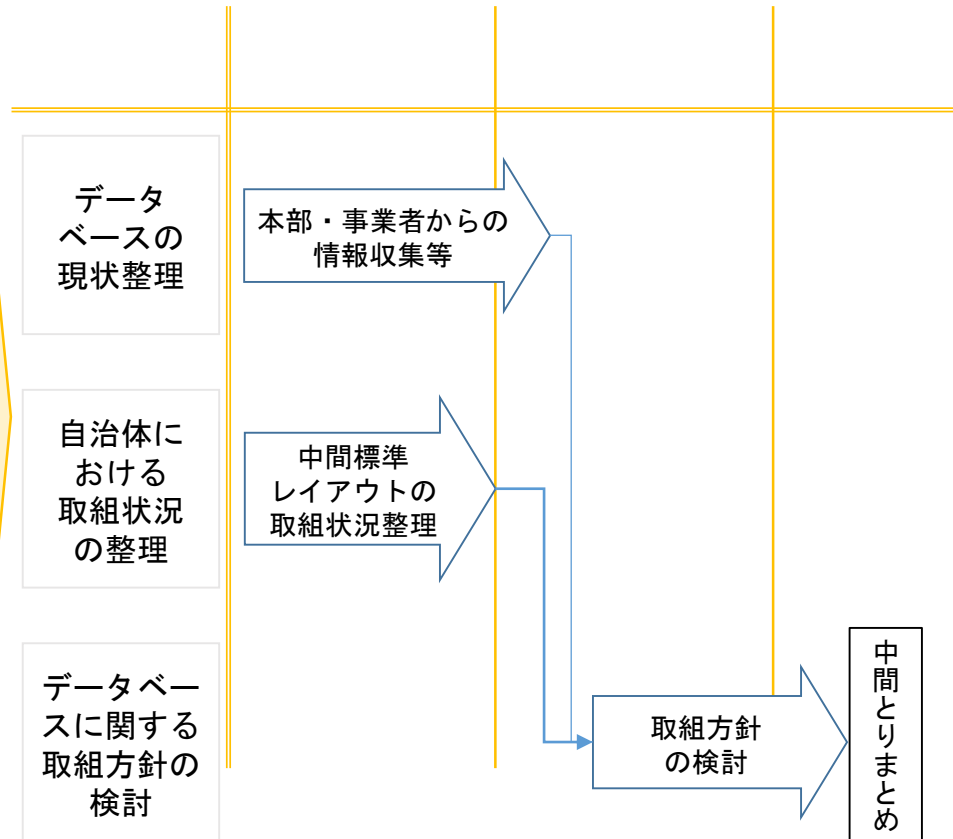 データ
ベースの
現状整理
本部・事業者からの
情報収集等
自治体に
おける
取組状況
の整理
中間標準
レイアウトの
取組状況整理
データベー
スに関する
取組方針の
検討
取組方針
の検討
中間とりまとめ